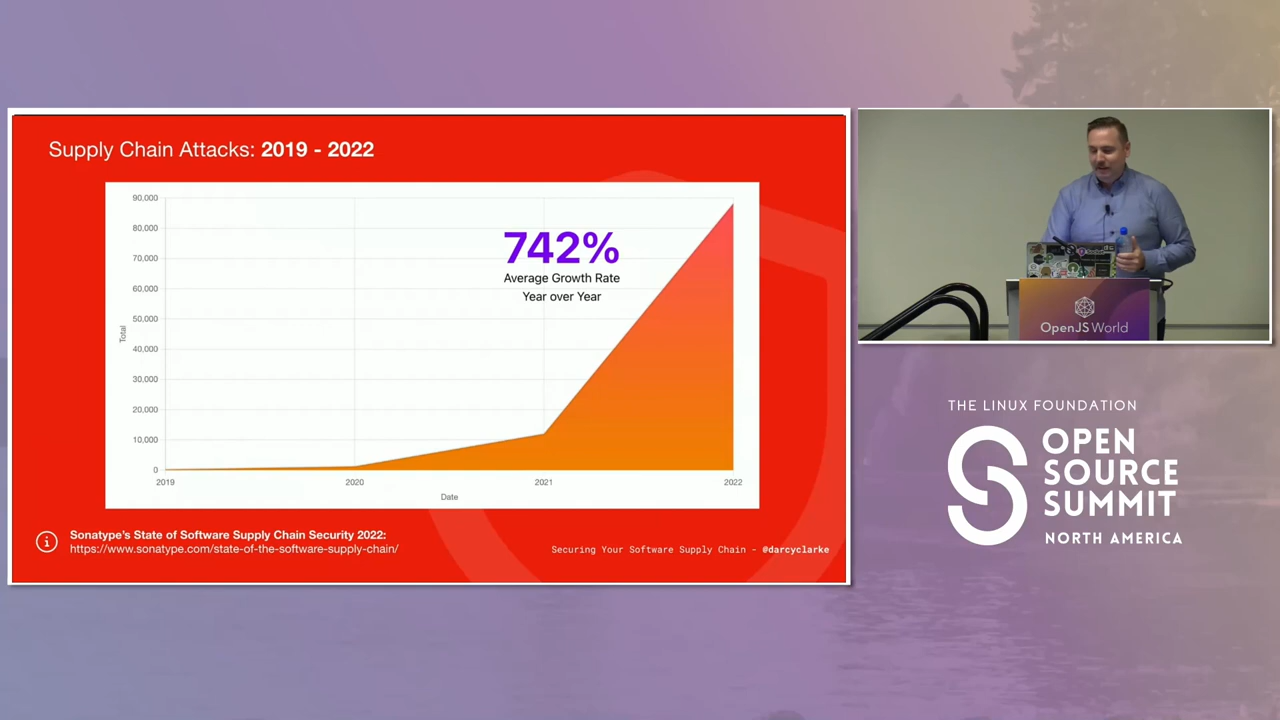 Supply Chain Attacks: 2019 - 2022
90,000
80,000
70,000
60,000
50,000
40,000
30,000
20,000
10,000
0
Total
742%
Average Growth Rate
Year over Year
2019
2020
2021
2022
Date
Sonatype's State of Software Supply Chain Security 2022:
https://www.sonatype.com/state-of-the-software-supply-chain/
Securing Your Software Supply Chain - @darcyclarke
OpenJS World
THE LINUX FOUNDATION
OPEN
SOURCE
SUMMIT
NORTH AMERICA